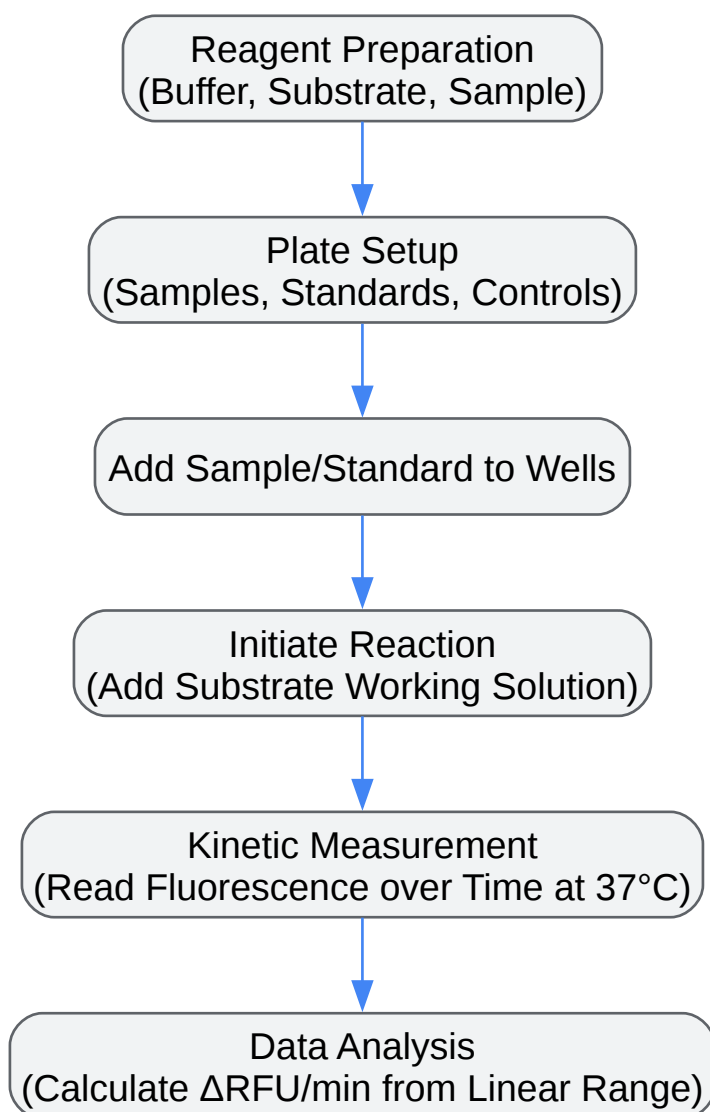 Reagent Preparation
(Buffer, Substrate, Sample)
Plate Setup
(Samples, Standards, Controls)
Add Sample/Standard to Wells
Initiate Reaction
(Add Substrate Working Solution)
Kinetic Measurement
(Read Fluorescence over Time at 37°C)
Data Analysis
(Calculate ΔRFU/min from Linear Range)